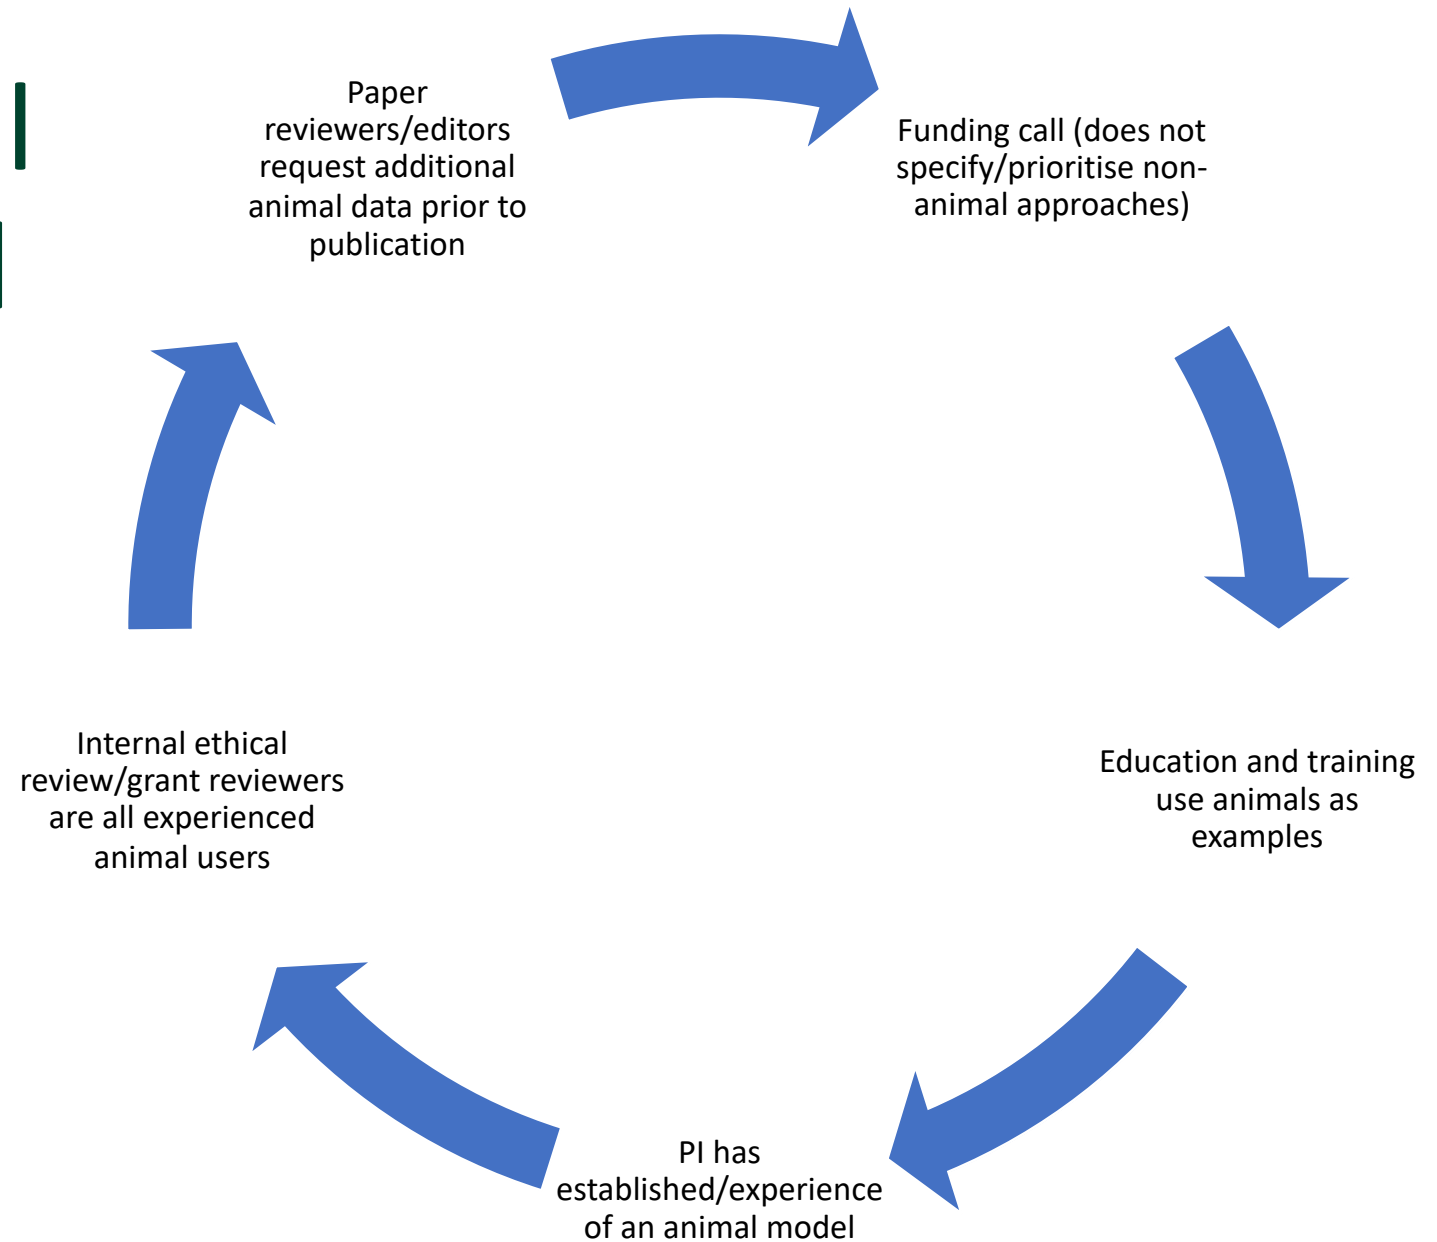 Paper
reviewers/editors
request additional
animal data prior to
publication
Funding call (does not
specify/prioritise non-
animal approaches)
Education and training
use animals as
examples
PI has
established/experience
of an animal model
Internal ethical
review/grant reviewers
are all experienced
animal users